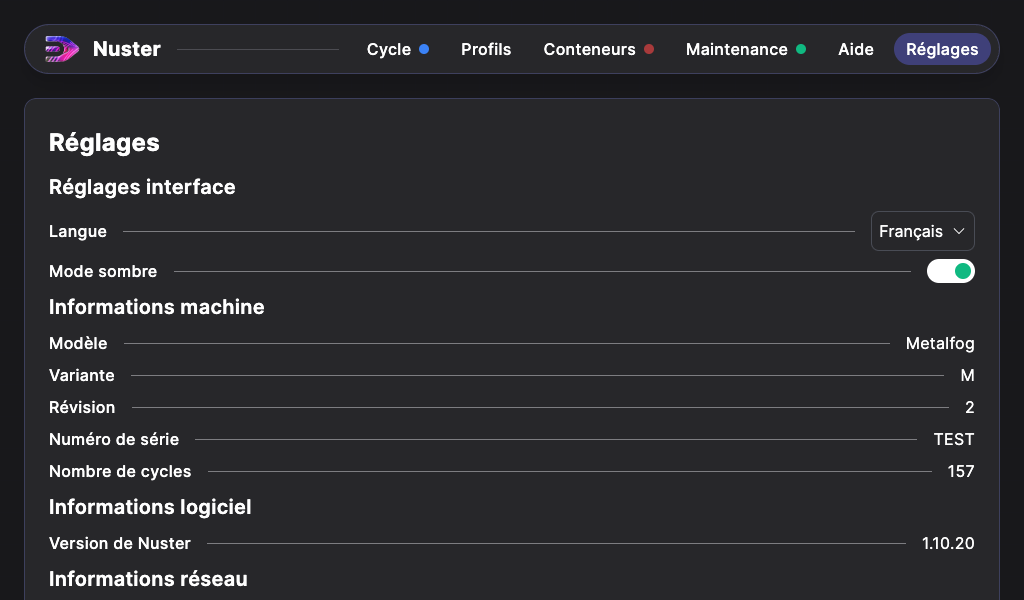 Nuster Cycle Profils Conteneurs Maintenance Aide Réglages
Réglages
Réglages interface
Langue Français
Mode sombre
Informations machine
Modèle Metalfog
Variante M
Révision 2
Numéro de série TEST
Nombre de cycles 157
Informations logiciel
Version de Nuster 1.10.20
Informations réseau